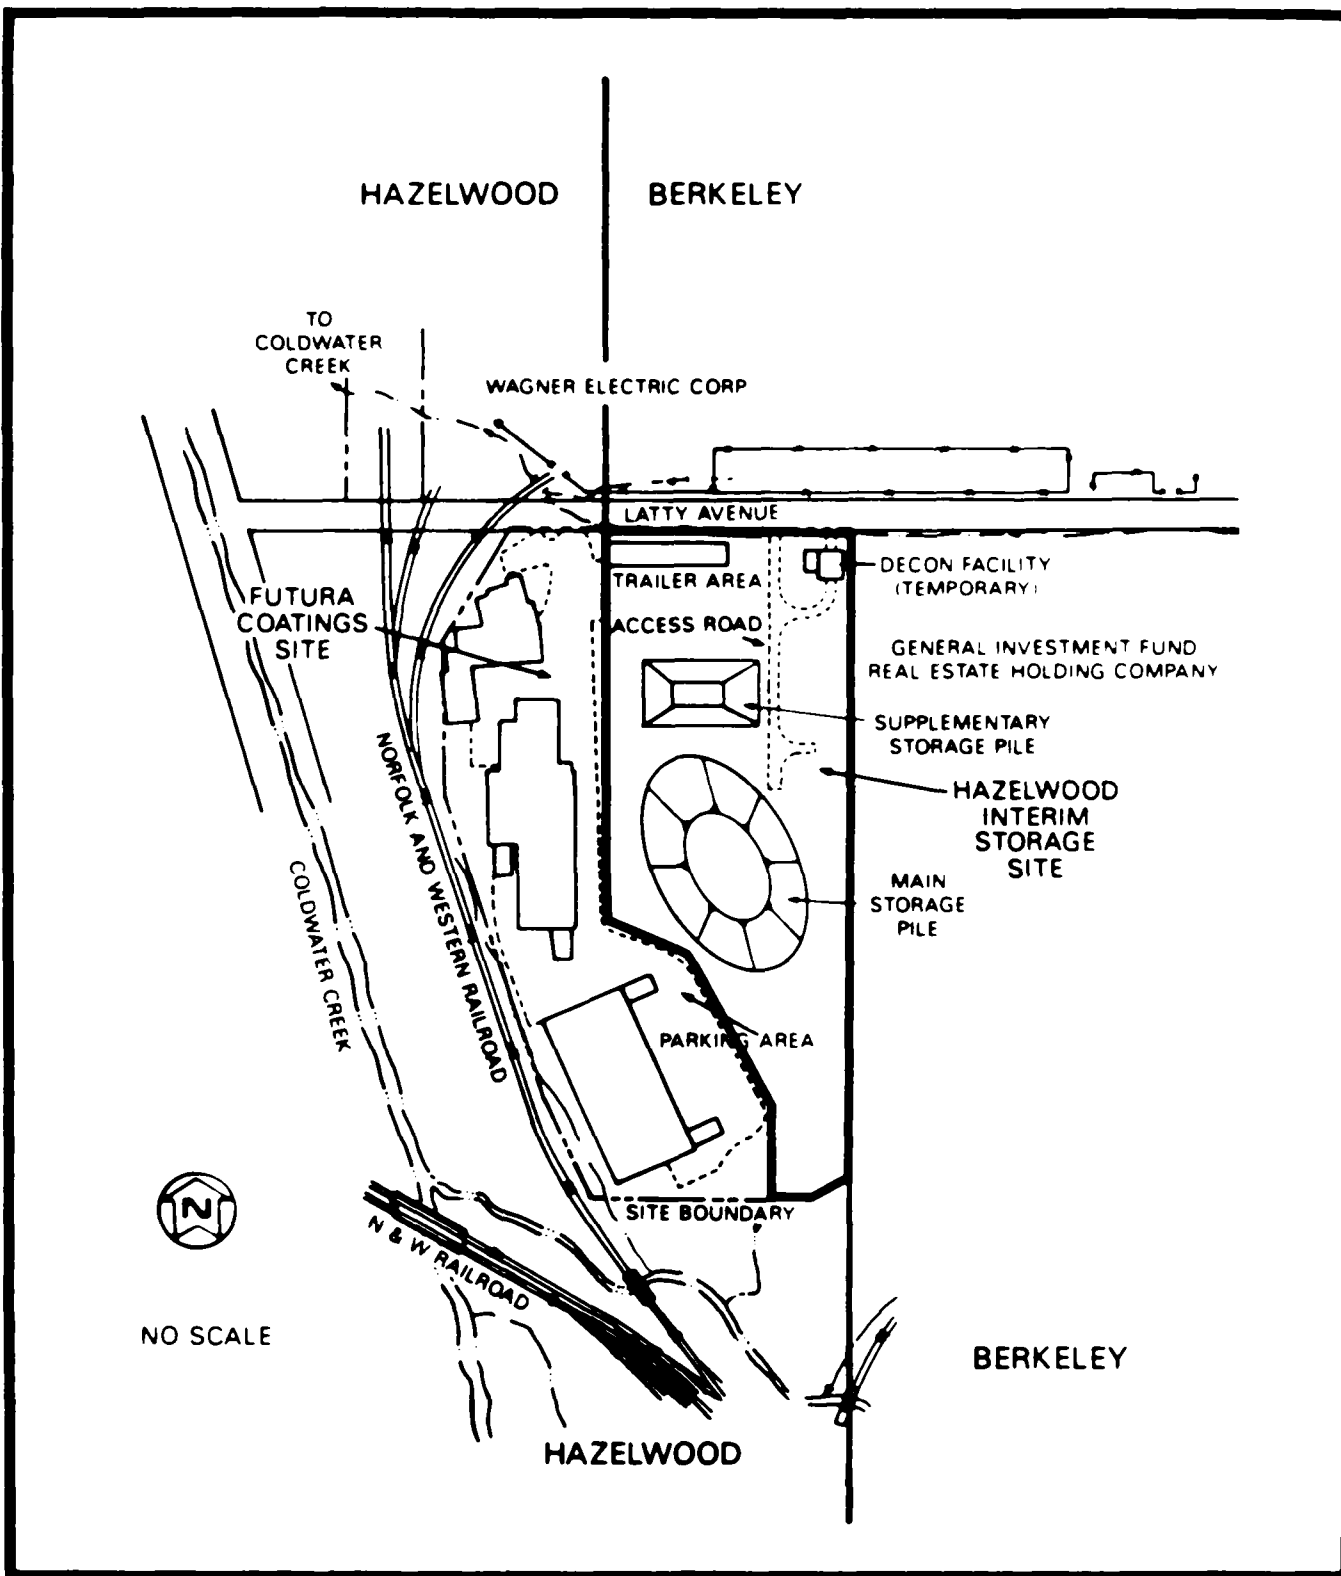 HAZELWOOD
BERKELEY
TO
COLDWATER
CREEK
WAGNER ELECTRIC CORP
LATTY AVENUE
TRAILER AREA
DECON FACILITY
(TEMPORARY)
FUTURA
COATINGS
SITE
ACCESS ROAD
GENERAL INVESTMENT FUND
REAL ESTATE HOLDING COMPANY
SUPPLEMENTARY
STORAGE PILE
HAZELWOOD
INTERIM
STORAGE
SITE
NORFOLK AND WESTERN RAILROAD
COLDWATER CREEK
MAIN
STORAGE
PILE
PARKING AREA
N
SITE BOUNDARY
N & W RAILROAD
NO SCALE
BERKELEY
HAZELWOOD